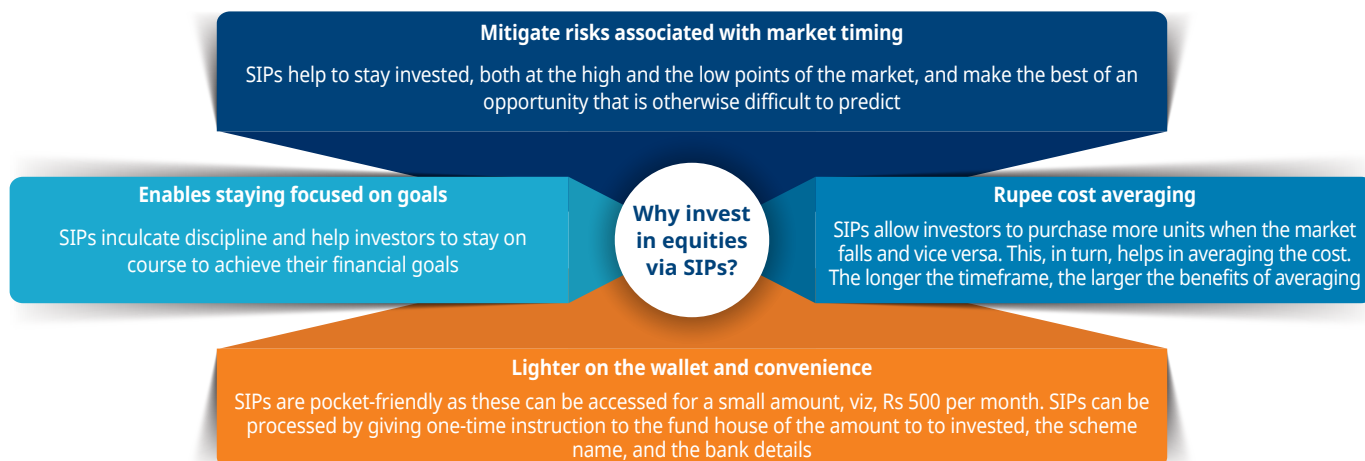 Mitigate risks associated with market timing
SIPs help to stay invested, both at the high and the low points of the market, and make the best of an
opportunity that is otherwise difficult to predict
Enables staying focused on goals
SIPs inculcate discipline and help investors to stay on
course to achieve their financial goals
Why invest
in equities
via SIPs?
Rupee cost averaging
SIPs allow investors to purchase more units when the market
falls and vice versa. This, in turn, helps in averaging the cost.
The longer the timeframe, the larger the benefits of averaging
Lighter on the wallet and convenience
SIPs are pocket-friendly as these can be accessed for a small amount, viz, Rs 500 per month. SIPs can be
processed by giving one-time instruction to the fund house of the amount to to invested, the scheme
name, and the bank details